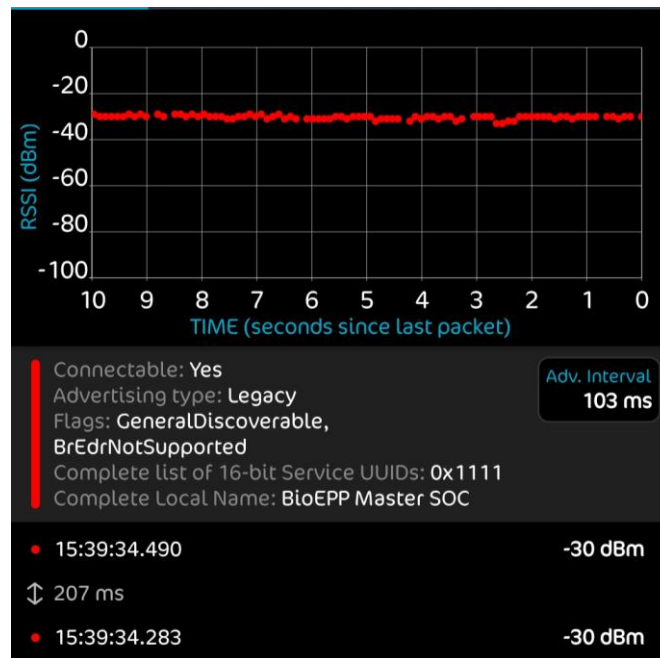 0
-20
-40
-60
-80
-100
RSSI (dBm)
10 9 8 7 6 5 4 3 2 1 0
TIME (seconds since last packet)
Connectable: Yes
Advertising type: Legacy
Flags: GeneralDiscoverable,
BrEdrNotSupported
Complete list of 16-bit Service UUIDs: 0x1111
Complete Local Name: BioEPP Master SOC
Adv. Interval
103 ms
15:39:34.490 -30 dBm
207 ms
15:39:34.283 -30 dBm